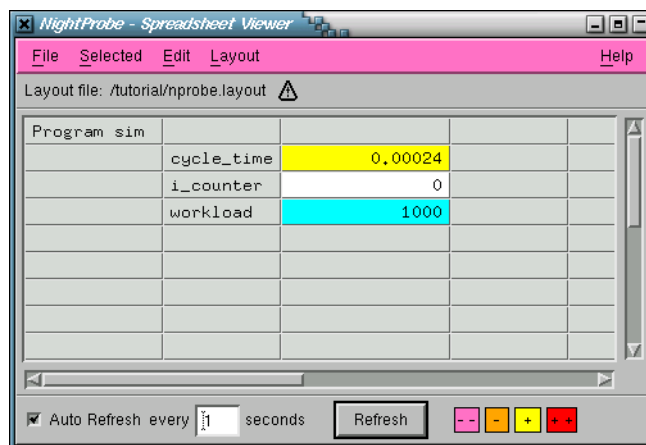 NightProbe - Spreadsheet Viewer
File Selected Edit Layout Help
Layout file: /tutorial/nprobe.layout
Program sim
cycle_time 0.00024
i_counter 0
workload 1000
Auto Refresh every 1 seconds Refresh -- - + ++